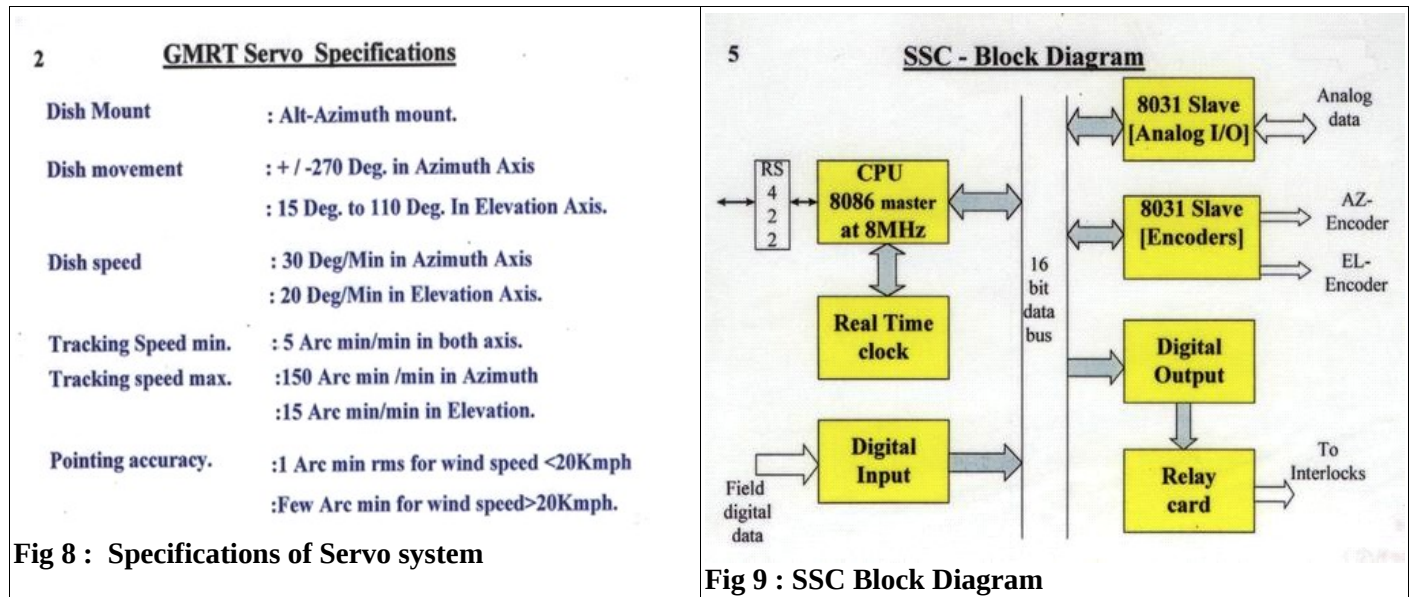 2
GMRT Servo Specifications
Dish Mount : Alt-Azimuth mount.
Dish movement : + / -270 Deg. in Azimuth Axis
: 15 Deg. to 110 Deg. In Elevation Axis.
Dish speed : 30 Deg/Min in Azimuth Axis
: 20 Deg/Min in Elevation Axis.
Tracking Speed min. : 5 Arc min/min in both axis.
Tracking speed max. :150 Arc min /min in Azimuth
:15 Arc min/min in Elevation.
Pointing accuracy. :1 Arc min rms for wind speed <20Kmph
:Few Arc min for wind speed>20Kmph.
Fig 8 : Specifications of Servo system
5
SSC - Block Diagram
RS
4
2
2
CPU
8086 master
at 8MHz
Real Time
clock
Field
digital
data
Digital
Input
16
bit
data
bus
8031 Slave
[Analog I/O]
Analog
data
8031 Slave
[Encoders]
AZ-
Encoder
EL-
Encoder
Digital
Output
Relay
card
To
Interlocks
Fig 9 : SSC Block Diagram